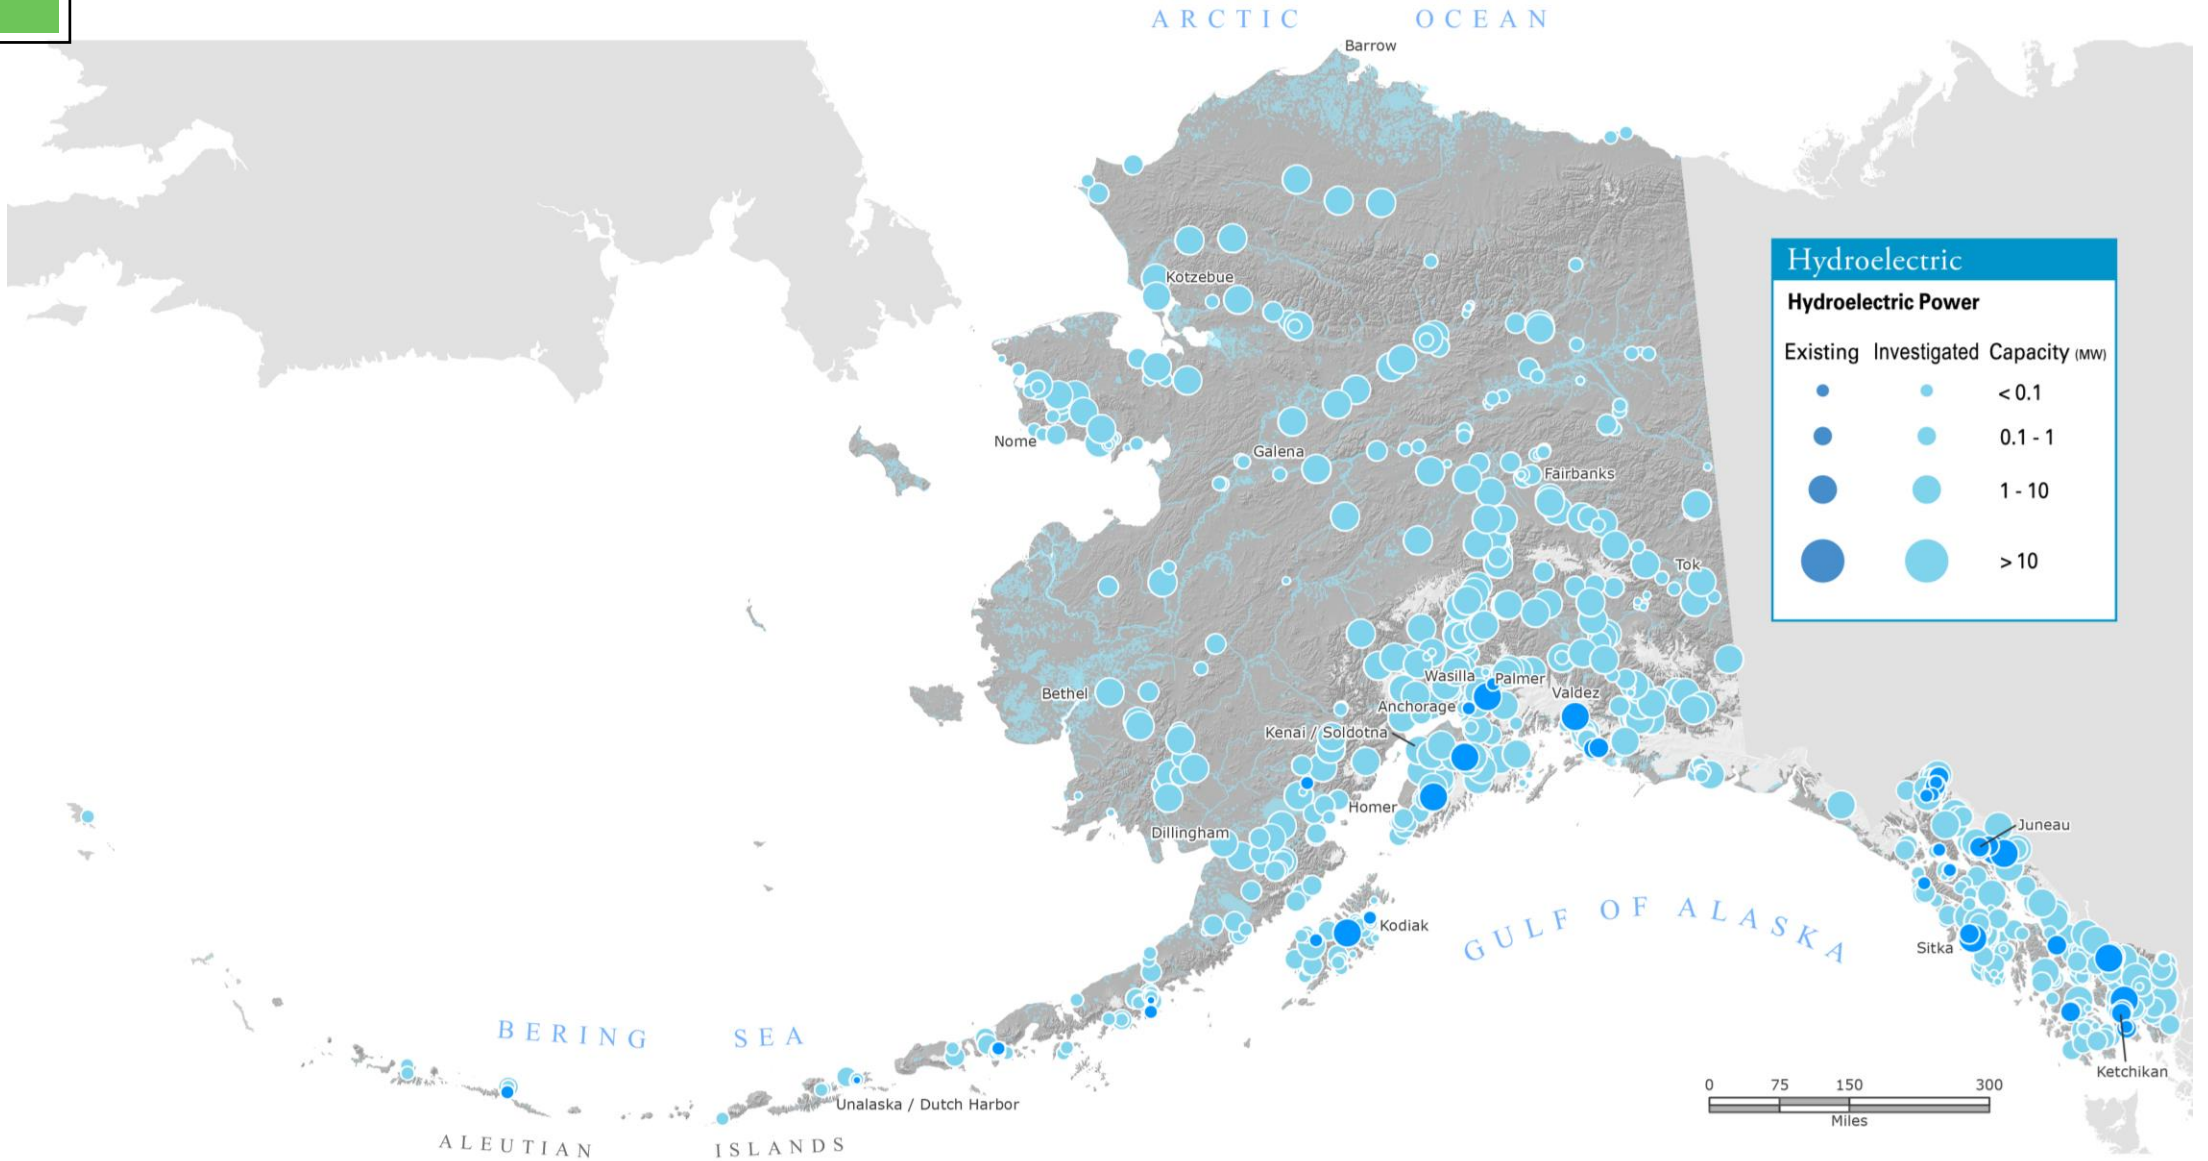 ARCTIC OCEAN
Barrow
Kotzebue
Nome
Galena
Fairbanks
Tok
Bethel
Wasilla
Palmer
Valdez
Anchorage
Kenai / Soldotna
Homer
Dillingham
Kodiak
Juneau
Sitka
Ketchikan
GULF OF ALASKA
BERING SEA
Unalaska / Dutch Harbor
ALEUTIAN ISLANDS
Hydroelectric
Hydroelectric Power
Existing Investigated Capacity (MW)
< 0.1
0.1 - 1
1 - 10
> 10
0 75 150 300
Miles